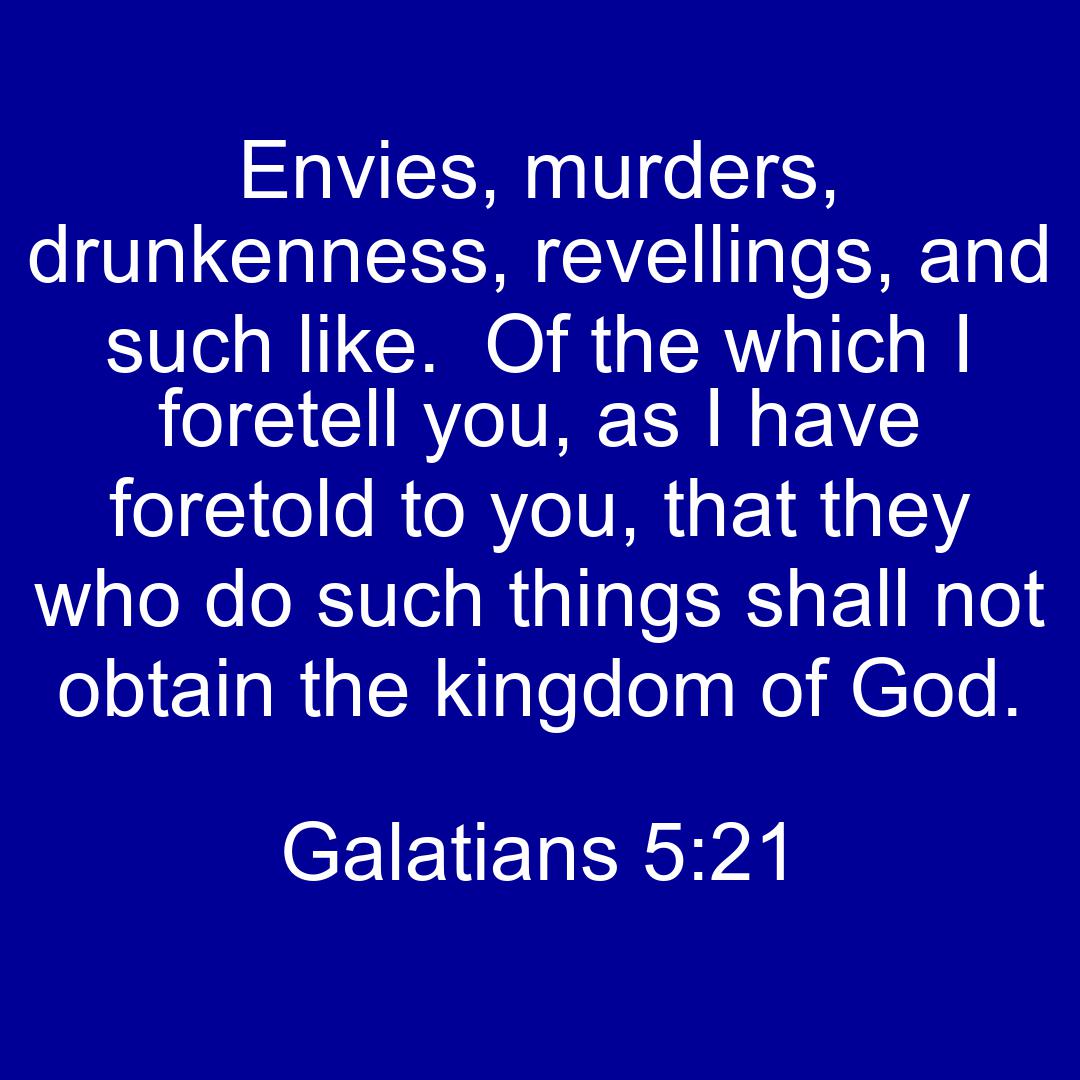 Envies, murders,
drunkenness, revellings, and
such like.  Of the which I
foretell you, as I have
foretold to you, that they
who do such things shall not
obtain the kingdom of God.
Galatians 5:21